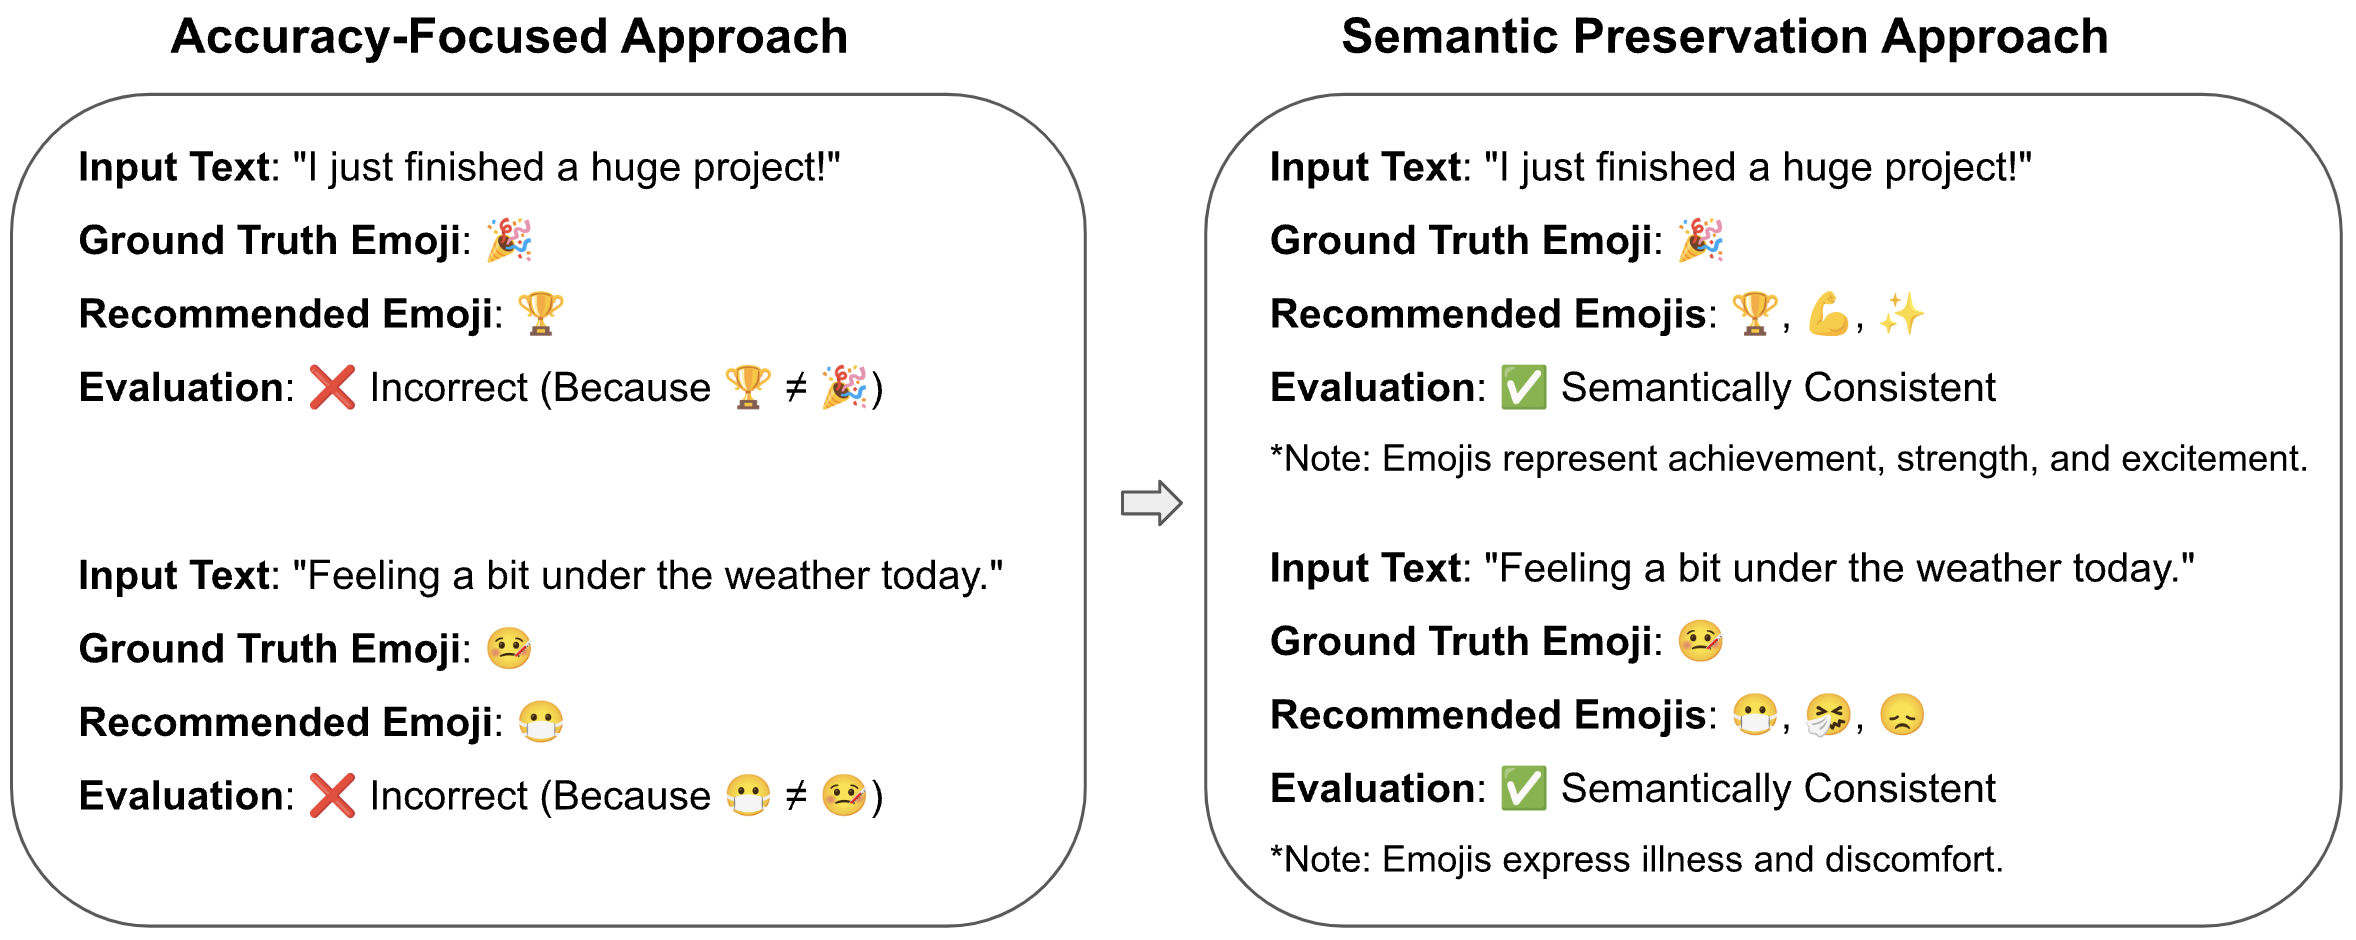 Accuracy-Focused Approach
Input Text: "I just finished a huge project!"
Ground Truth Emoji: 🎉
Recommended Emoji: 🏆
Evaluation: ❌ Incorrect (Because 🏆 ≠ 🎉)
Input Text: "Feeling a bit under the weather today."
Ground Truth Emoji: 🤒
Recommended Emoji: 😷
Evaluation: ❌ Incorrect (Because 😷 ≠ 🤒)
Semantic Preservation Approach
Input Text: "I just finished a huge project!"
Ground Truth Emoji: 🎉
Recommended Emojis: 🏆, 💪, ✨
Evaluation: ✅ Semantically Consistent
*Note: Emojis represent achievement, strength, and excitement.
Input Text: "Feeling a bit under the weather today."
Ground Truth Emoji: 🤒
Recommended Emojis: 😷, 🤧, 😞
Evaluation: ✅ Semantically Consistent
*Note: Emojis express illness and discomfort.